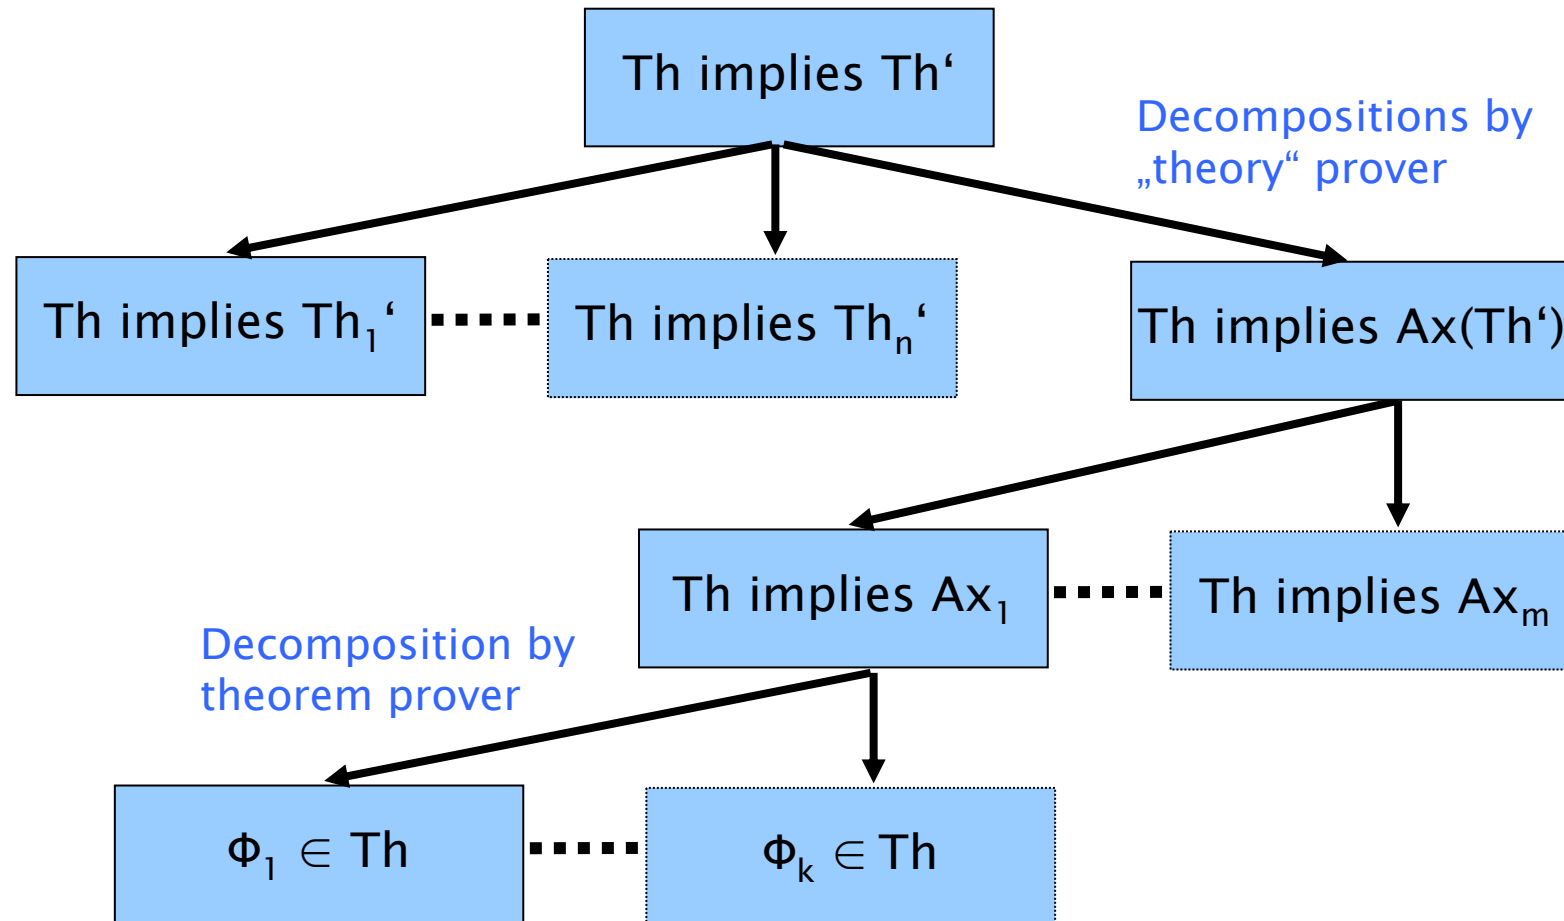 Th implies Th‘
Decompositions by
„theory“ prover
Th implies Th₁‘
Th implies Thₙ‘
Th implies Ax(Th‘)
Th implies Ax₁
Th implies Axₘ
Decomposition by
theorem prover
Φ₁ ∈ Th
Φₖ ∈ Th